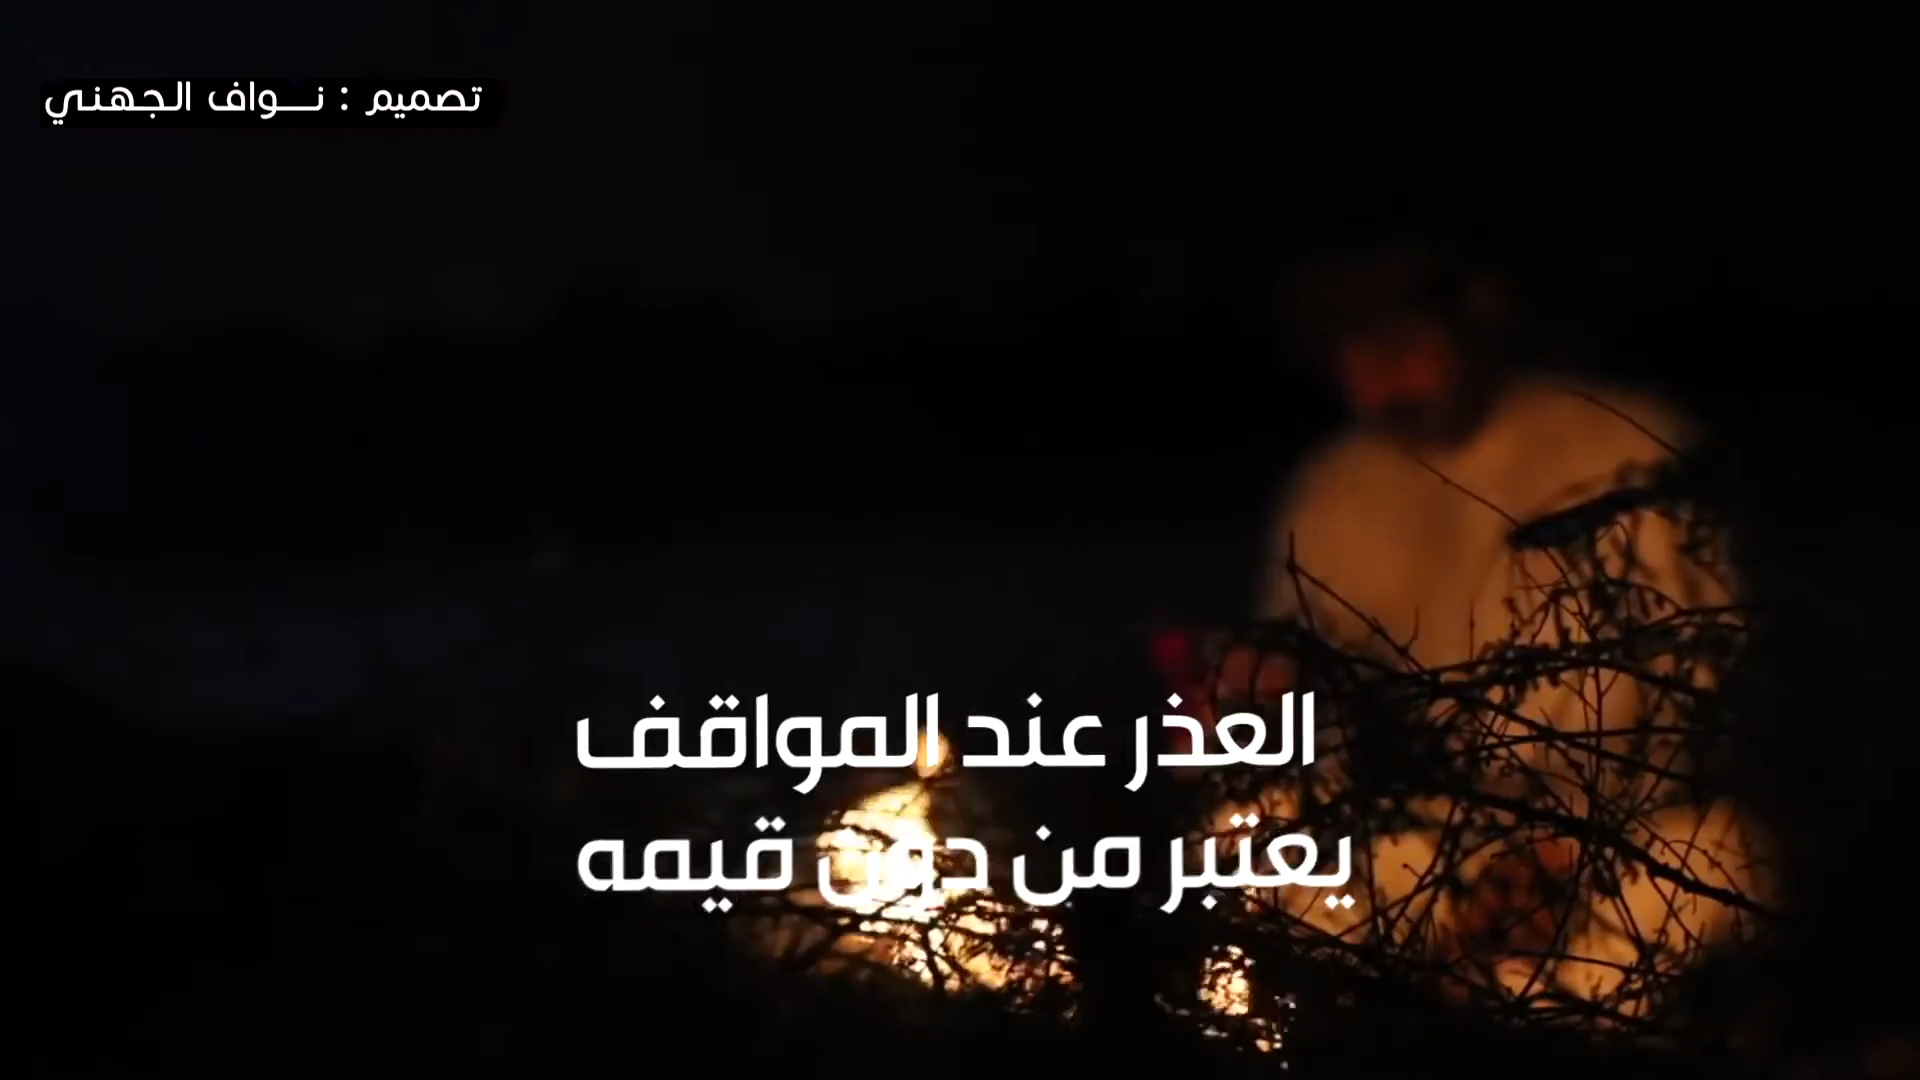 تصميم : نـــواف الجهني
العذر عند المواقف
يعتبر من دون قيمه